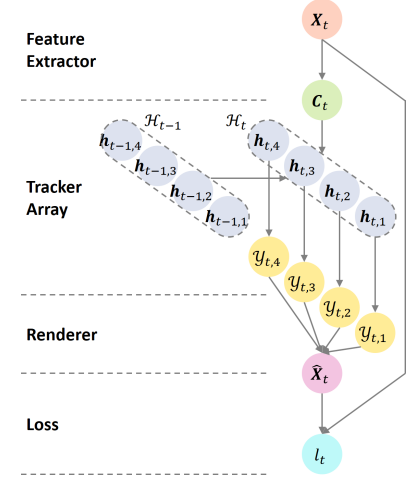 X_t
Feature
Extractor
C_t
ℋ_{t−1}
ℋ_t
h_{t−1,4}
h_{t−1,3}
h_{t−1,2}
h_{t−1,1}
h_{t,4}
h_{t,3}
h_{t,2}
h_{t,1}
Tracker
Array
𝒴_{t,4}
𝒴_{t,3}
𝒴_{t,2}
𝒴_{t,1}
Renderer
X̂_t
Loss
l_t